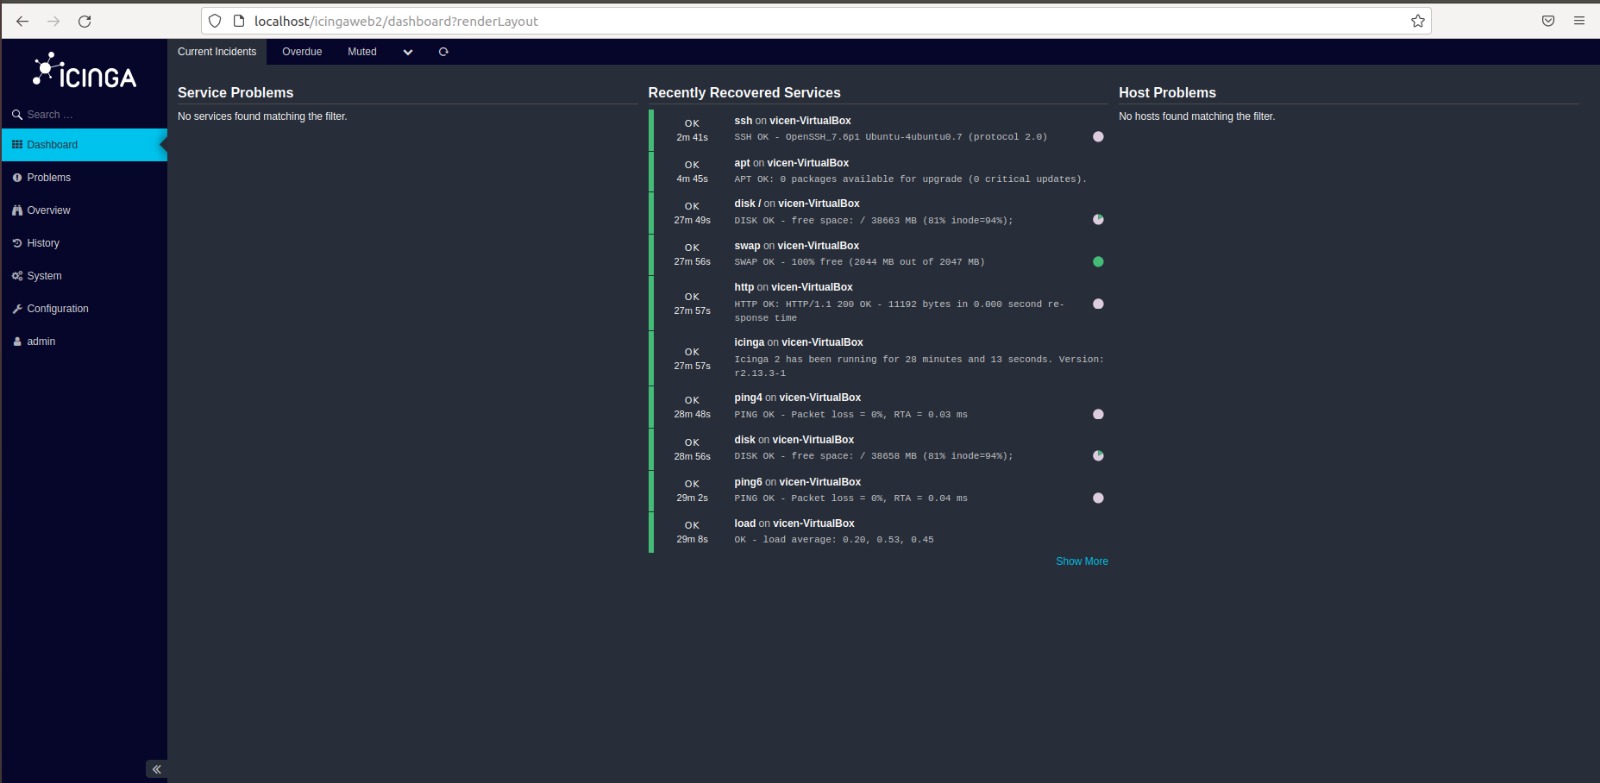 localhost/icingaweb2/dashboard?renderLayout
ICINGA
Search ...
Dashboard
Problems
Overview
History
System
Configuration
admin
Current Incidents Overdue Muted
Service Problems
No services found matching the filter.
Recently Recovered Services
OK
2m 41s
ssh on vicen-VirtualBox
SSH OK - OpenSSH_7.6p1 Ubuntu-4ubuntu0.7 (protocol 2.0)
OK
4m 45s
apt on vicen-VirtualBox
APT OK: 0 packages available for upgrade (0 critical updates).
OK
27m 49s
disk / on vicen-VirtualBox
DISK OK - free space: / 38663 MB (81% inode=94%);
OK
27m 56s
swap on vicen-VirtualBox
SWAP OK - 100% free (2044 MB out of 2047 MB)
OK
27m 57s
http on vicen-VirtualBox
HTTP OK: HTTP/1.1 200 OK - 11192 bytes in 0.000 second re-
sponse time
OK
27m 57s
icinga on vicen-VirtualBox
Icinga 2 has been running for 28 minutes and 13 seconds. Version:
r2.13.3-1
OK
28m 48s
ping4 on vicen-VirtualBox
PING OK - Packet loss = 0%, RTA = 0.03 ms
OK
28m 56s
disk on vicen-VirtualBox
DISK OK - free space: / 38658 MB (81% inode=94%);
OK
29m 2s
ping6 on vicen-VirtualBox
PING OK - Packet loss = 0%, RTA = 0.04 ms
OK
29m 8s
load on vicen-VirtualBox
OK - load average: 0.20, 0.53, 0.45
Show More
Host Problems
No hosts found matching the filter.